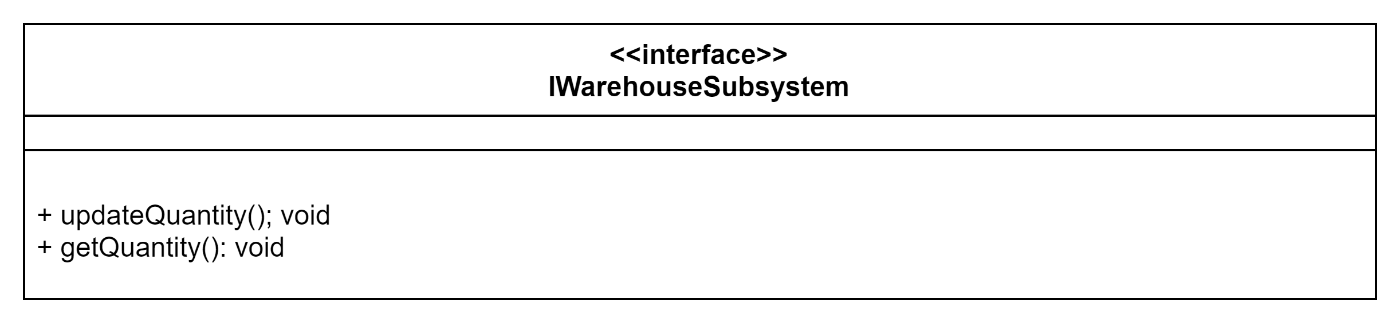 <<interface>>
IWarehouseSubsystem
+ updateQuantity(); void
+ getQuantity(): void